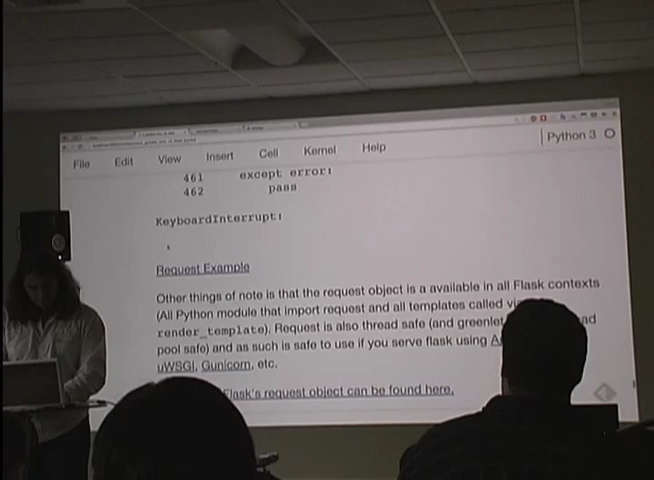 File Edit View Insert Cell Kernel Help Python 3
461 except error:
462 pass
KeyboardInterrupt:
Request Example
Other things of note is that the request object is a available in all Flask contexts
(All Python module that import request and all templates called
render_template). Request is also thread safe (and
pool safe) and as such is safe to use if you serve flask using
uWSGI, Gunicorn, etc.
Flask's request object can be found here.